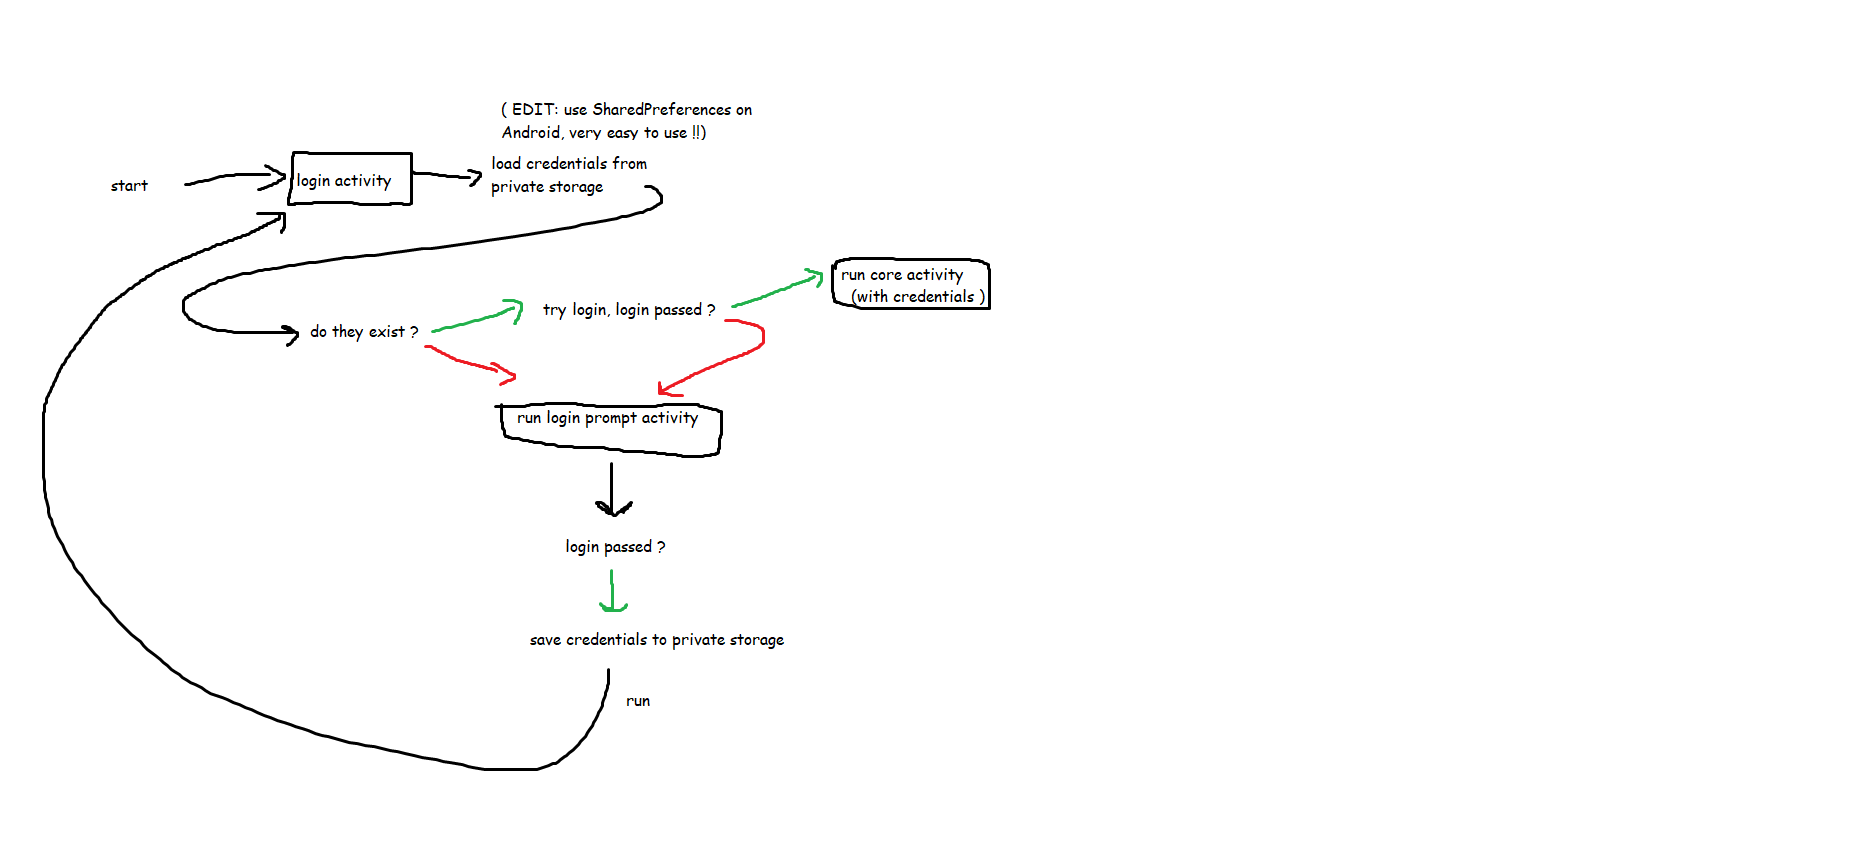 ( EDIT: use SharedPreferences on
Android, very easy to use !!)
load credentials from
private storage
start
login activity
run core activity
(with credentials )
try login, login passed ?
do they exist ?
run login prompt activity
login passed ?
save credentials to private storage
run